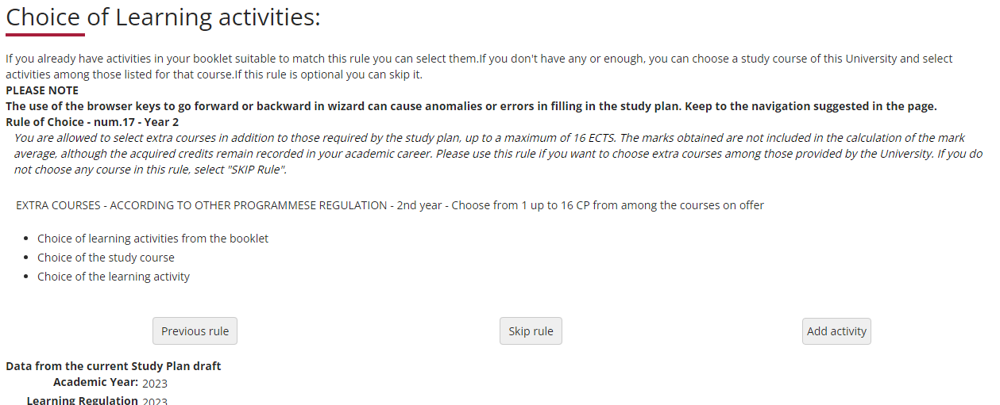 Choice of Learning activities:
If you already have activities in your booklet suitable to match this rule you can select them.If you don't have any or enough, you can choose a study course of this University and select
activities among those listed for that course.If this rule is optional you can skip it.
PLEASE NOTE
The use of the browser keys to go forward or backward in wizard can cause anomalies or errors in filling in the study plan. Keep to the navigation suggested in the page.
Rule of Choice - num.17 - Year 2
You are allowed to select extra courses in addition to those required by the study plan, up to a maximum of 16 ECTS. The marks obtained are not included in the calculation of the mark
average, although the acquired credits remain recorded in your academic career. Please use this rule if you want to choose extra courses among those provided by the University. If you do
not choose any course in this rule, select "SKIP Rule".
EXTRA COURSES - ACCORDING TO OTHER PROGRAMMESE REGULATION - 2nd year - Choose from 1 up to 16 CP from among the courses on offer
• Choice of learning activities from the booklet
• Choice of the study course
• Choice of the learning activity
Previous rule Skip rule Add activity
Data from the current Study Plan draft
Academic Year: 2023
Learning Regulation 2023